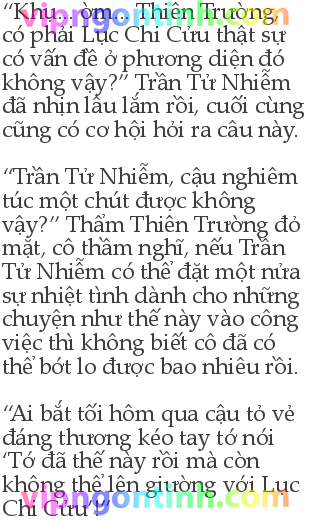 “Khụ... ờm... Thiên Trường,
có phải Lục Chi Cửu thật sự
có vấn đề ở phương diện đó
không vậy?” Trần Tử Nhiễm
đã nhịn lâu lắm rồi, cuối cùng
cũng có cơ hội hỏi ra câu này.
“Trần Tử Nhiễm, cậu nghiêm
túc một chút được không
vậy?” Thẩm Thiên Trường đỏ
mặt, cô thầm nghĩ, nếu Trần
Tử Nhiễm có thể đặt một nửa
sự nhiệt tình dành cho những
chuyện như thế này vào công
việc thì không biết cô đã có
thể bớt lo được bao nhiêu rồi.
“Ai bắt tối hôm qua cậu tỏ vẻ
đáng thương kéo tay tớ nói
‘Tớ đã thế này rồi mà còn
không thể lên giường với Lục
Chi Cửu !”
vipngontinh.com
vipngontinh.com